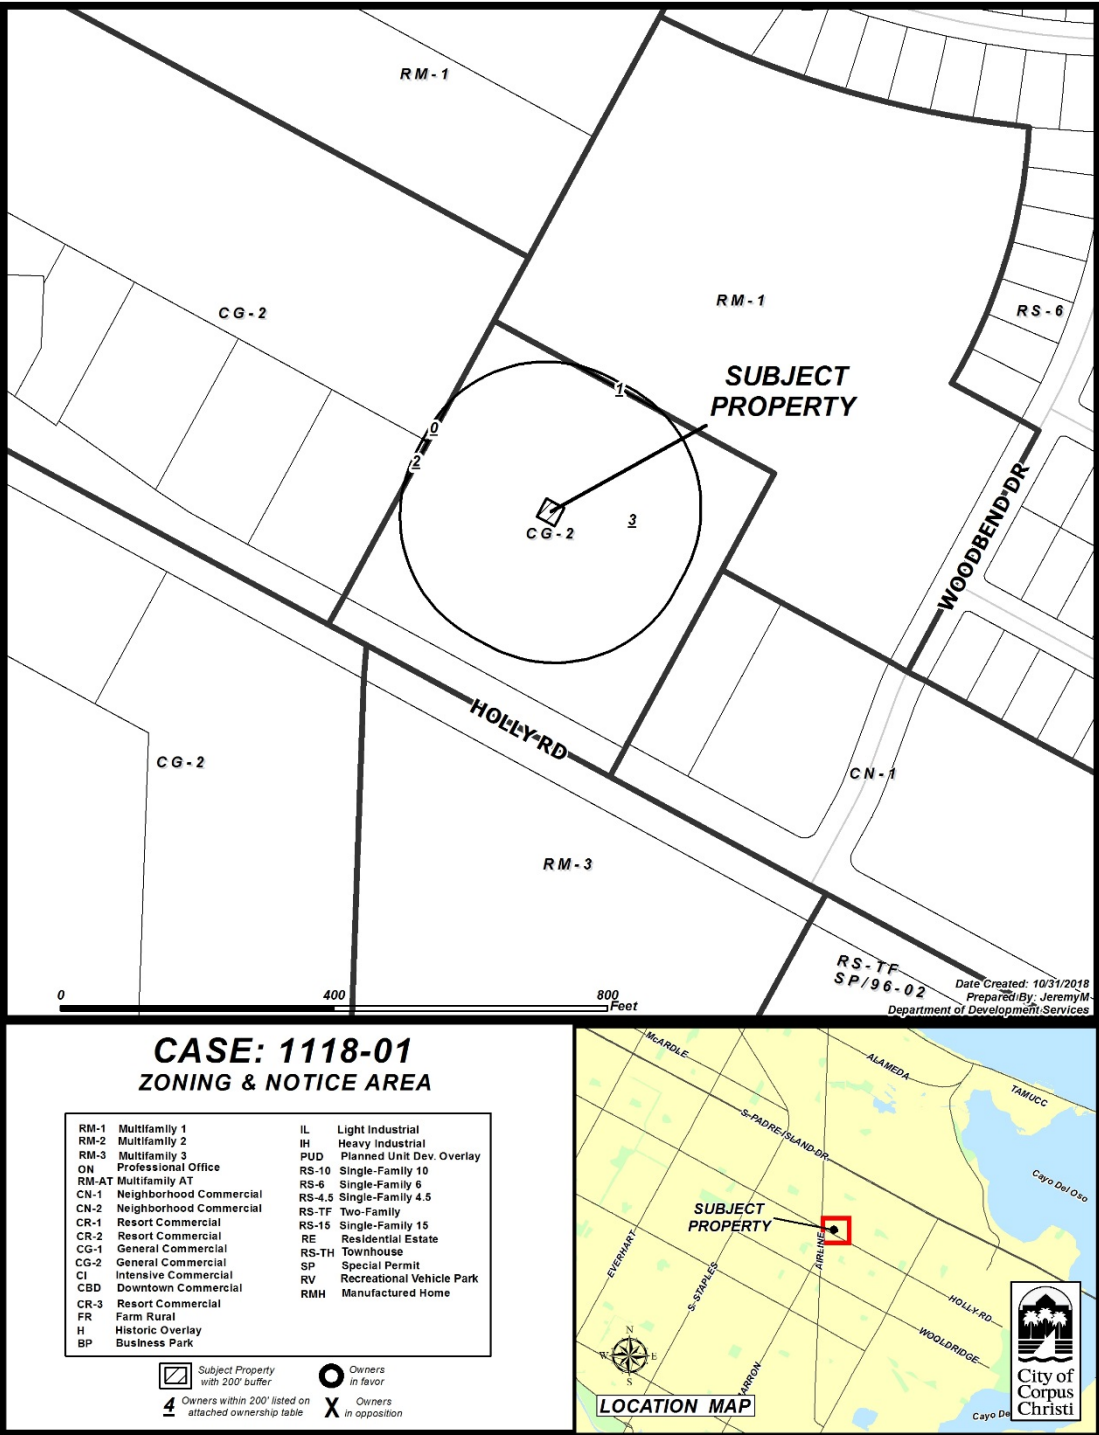 RM-1
RM-1
CG-2
RS-6
SUBJECT
PROPERTY
1
0
2
3
CG-2
WOODBEND DR
HOLLY RD
CG-2
CN-1
RM-3
RS-TF
SP/96-02
0 400 800
Feet
Date Created: 10/31/2018
Prepared By: JeremyM
Department of Development Services
CASE: 1118-01
ZONING & NOTICE AREA
RM-1 Multifamily 1
RM-2 Multifamily 2
RM-3 Multifamily 3
ON Professional Office
RM-AT Multifamily AT
CN-1 Neighborhood Commercial
CN-2 Neighborhood Commercial
CR-1 Resort Commercial
CR-2 Resort Commercial
CG-1 General Commercial
CG-2 General Commercial
CI Intensive Commercial
CBD Downtown Commercial
CR-3 Resort Commercial
FR Farm Rural
H Historic Overlay
BP Business Park
IL Light Industrial
IH Heavy Industrial
PUD Planned Unit Dev. Overlay
RS-10 Single-Family 10
RS-6 Single-Family 6
RS-4.5 Single-Family 4.5
RS-TF Two-Family
RS-15 Single-Family 15
RE Residential Estate
RS-TH Townhouse
SP Special Permit
RV Recreational Vehicle Park
RMH Manufactured Home
Subject Property
with 200' buffer
Owners
in favor
4 Owners within 200' listed on
attached ownership table
X Owners
in opposition
McARDLE
ALAMEDA
TAMUCC
S. PADRE ISLAND DR.
Cayo Del Oso
SUBJECT
PROPERTY
EVERHART
S. STAPLES
AIRLINE
HOLLY RD
WOOLDRIDGE
ARRON
N
W E
S
LOCATION MAP
Cayo De
City of
Corpus
Christi